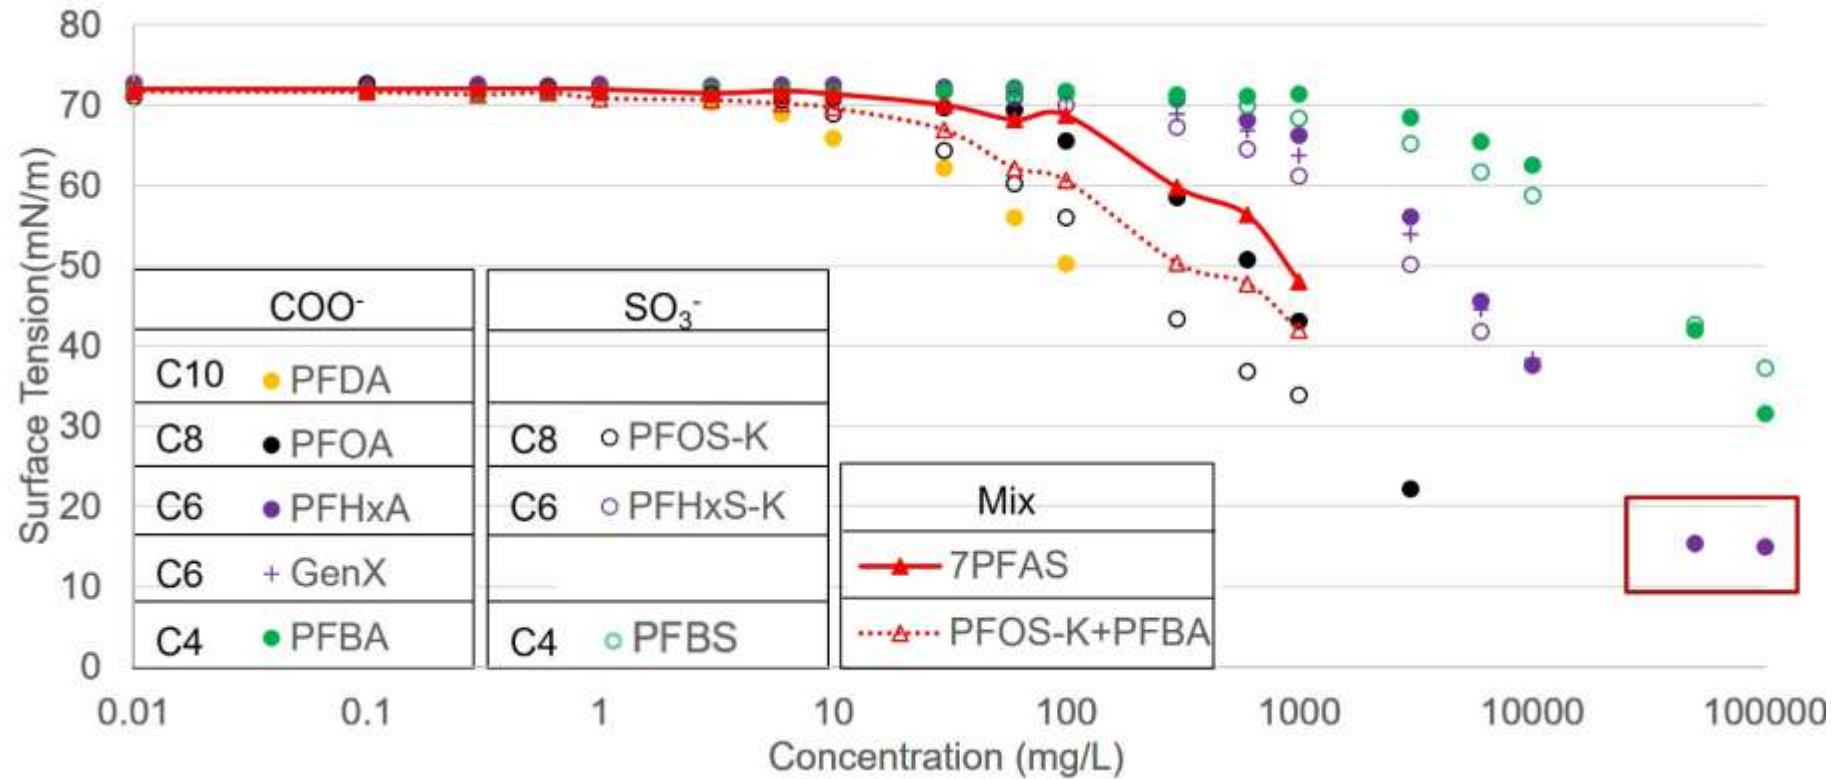 80
70
60
50
40
30
20
10
0
Surface Tension(mN/m)
COO⁻
C10 PFDA
C8 PFOA
C6 PFHxA
C6 GenX
C4 PFBA
SO₃⁻
C8 PFOS-K
C6 PFHxS-K
C4 PFBS
Mix
7PFAS
PFOS-K+PFBA
0.01 0.1 1 10 100 1000 10000 100000
Concentration (mg/L)